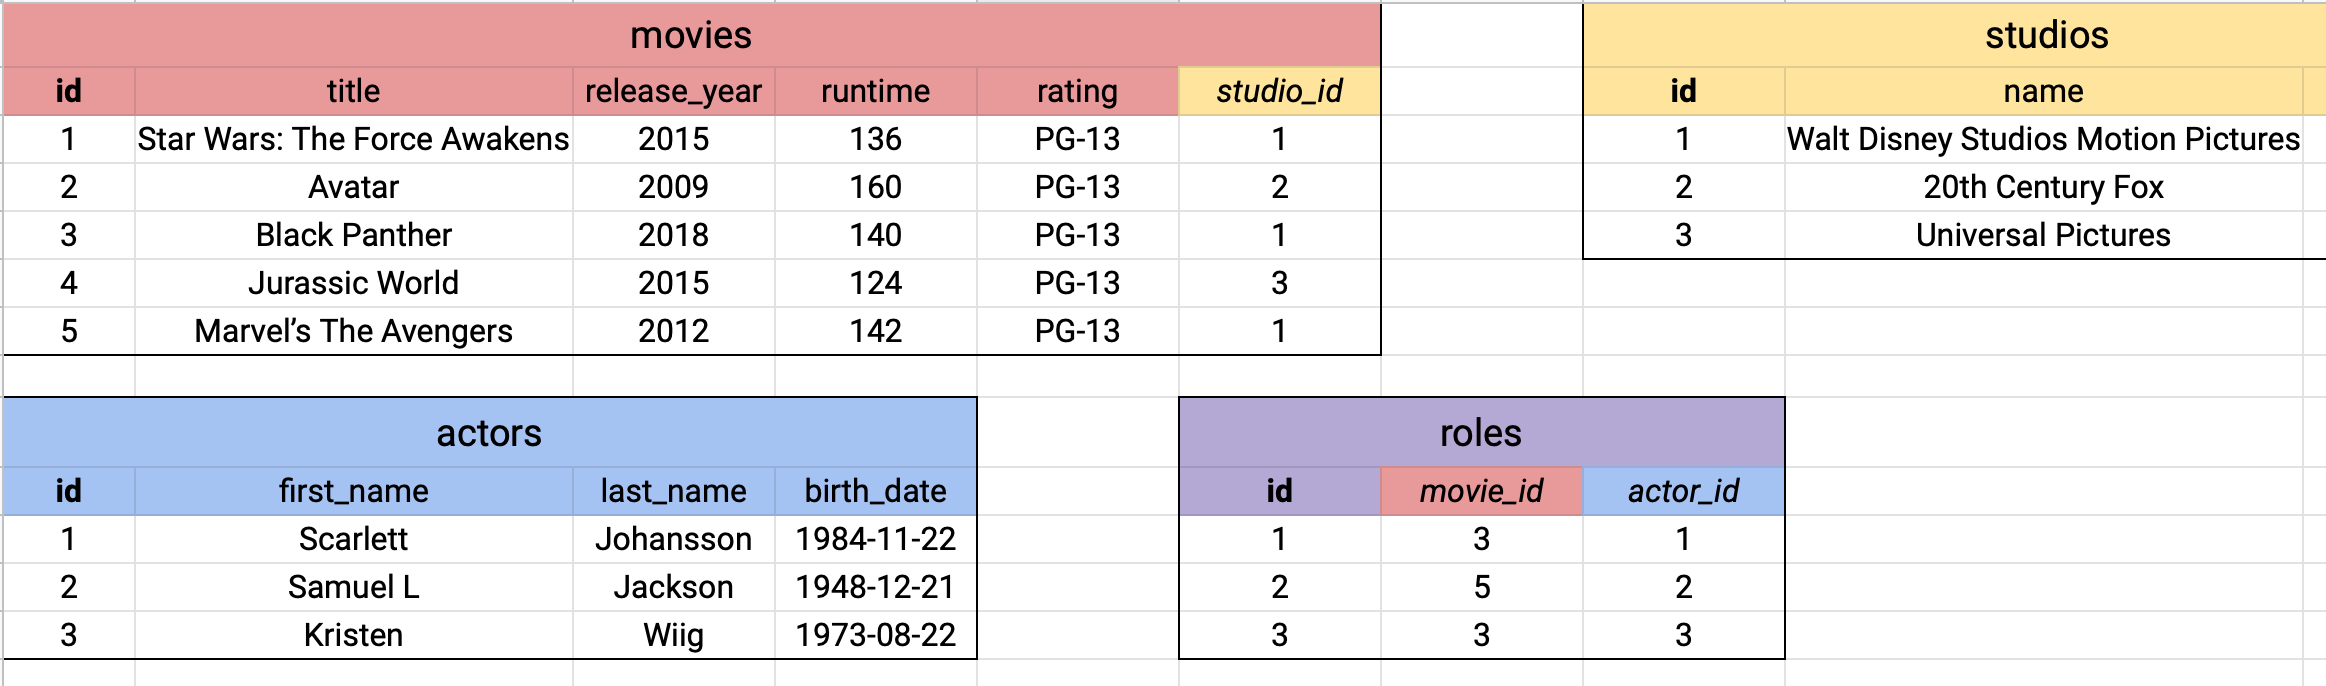 movies
id title release_year runtime rating studio_id
1 Star Wars: The Force Awakens 2015 136 PG-13 1
2 Avatar 2009 160 PG-13 2
3 Black Panther 2018 140 PG-13 1
4 Jurassic World 2015 124 PG-13 3
5 Marvel’s The Avengers 2012 142 PG-13 1
studios
id name
1 Walt Disney Studios Motion Pictures
2 20th Century Fox
3 Universal Pictures
actors
id first_name last_name birth_date
1 Scarlett Johansson 1984-11-22
2 Samuel L Jackson 1948-12-21
3 Kristen Wiig 1973-08-22
roles
id movie_id actor_id
1 3 1
2 5 2
3 3 3